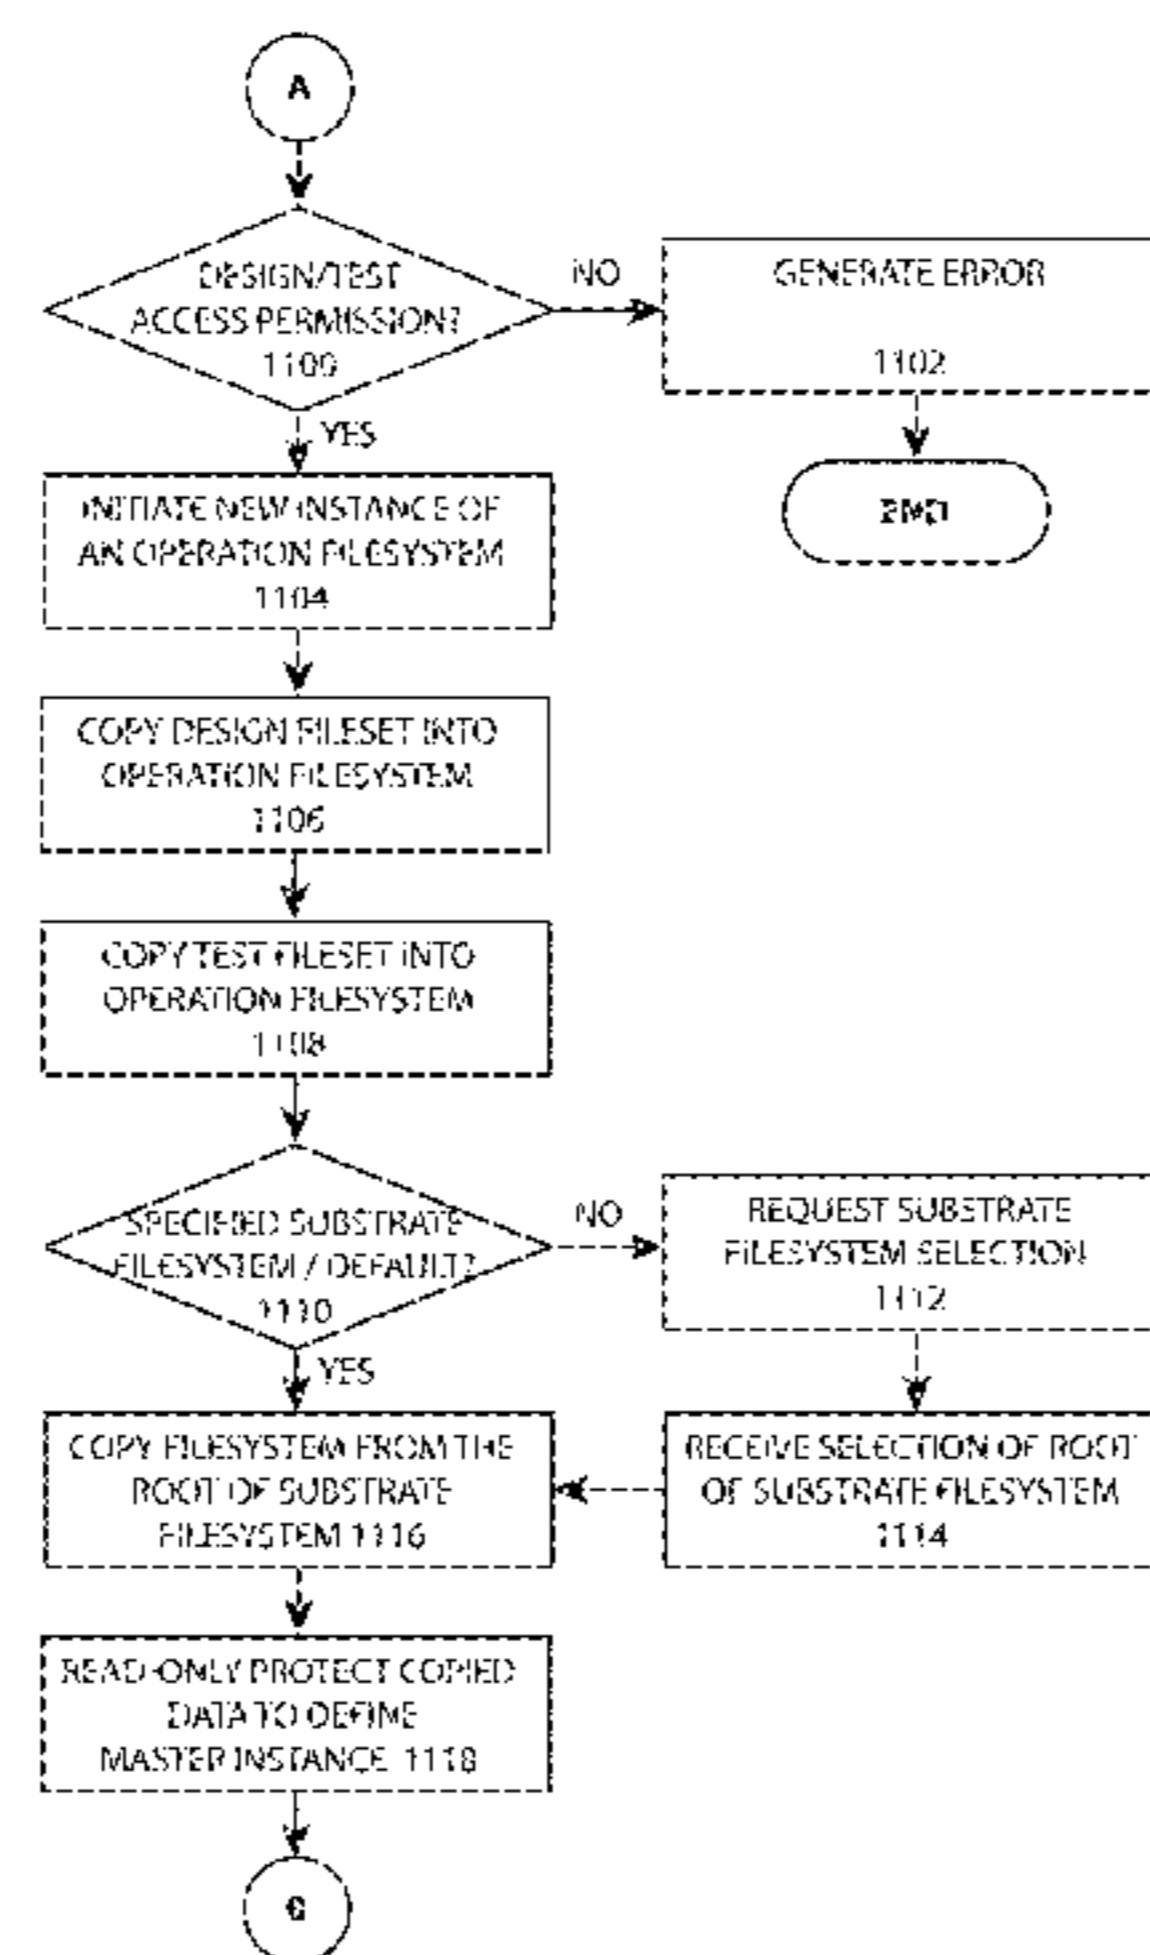 A
DESIGN/TEST
ACCESS PERMISSION?
1100
NO
GENERATE ERROR
1102
YES
END
INITIATE NEW INSTANCE OF
AN OPERATION FILESYSTEM
1104
COPY DESIGN FILESET INTO
OPERATION FILESYSTEM
1106
COPY TEST FILESET INTO
OPERATION FILESYSTEM
1108
SPECIFIED SUBSTRATE
FILESYSTEM / DEFAULT?
1110
NO
REQUEST SUBSTRATE
FILESYSTEM SELECTION
1112
YES
COPY FILESYSTEM FROM THE
ROOT OF SUBSTRATE
FILESYSTEM 1116
RECEIVE SELECTION OF ROOT
OF SUBSTRATE FILESYSTEM
1114
READ-ONLY PROTECT COPIED
DATA TO DEFINE
MASTER INSTANCE 1118